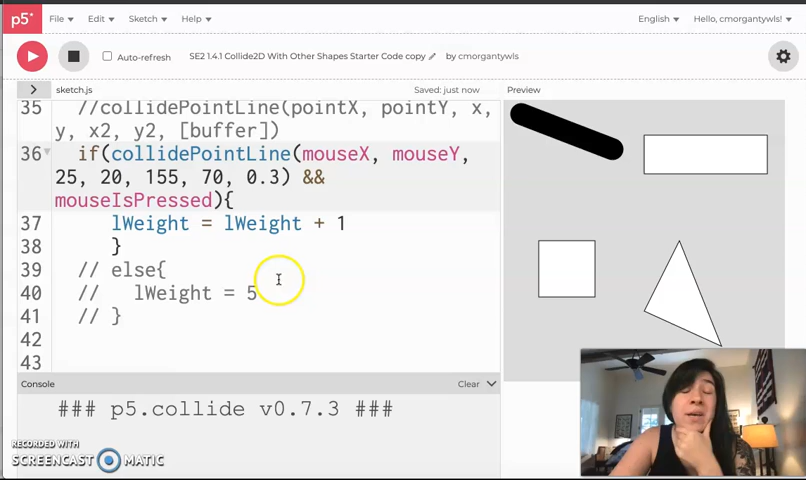 p5* File Edit Sketch Help English Hello, cmorgantywls!
Auto-refresh SE2 1.4.1 Collide2D With Other Shapes Starter Code copy by cmorgantywls
> sketch.js Saved: just now Preview
35 //collidePointLine(pointX, pointY, x,
y, x2, y2, [buffer])
36 if(collidePointLine(mouseX, mouseY,
25, 20, 155, 70, 0.3) &&
mouseIsPressed){
37 lWeight = lWeight + 1
38 }
39 // else{
40 // lWeight = 5
41 // }
42
43
Console Clear
### p5.collide v0.7.3 ###
RECORDED WITH
SCREENCAST MATIC